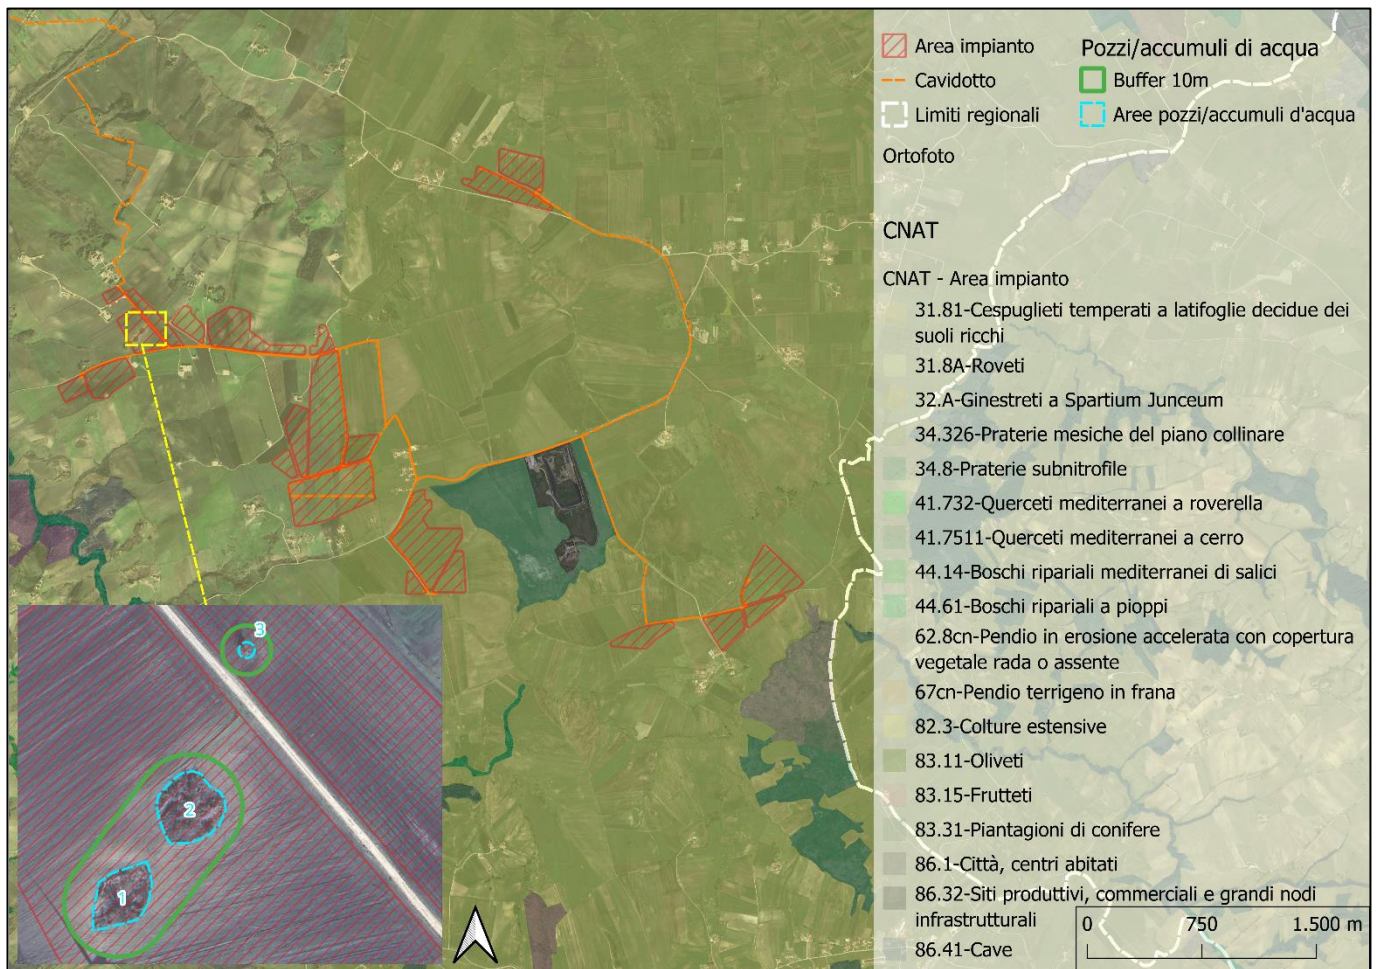 Area impianto
Cavidotto
Limiti regionali
Ortofoto
Pozzi/accumuli di acqua
Buffer 10m
Aree pozzi/accumuli d'acqua
CNAT
CNAT - Area impianto
31.81-Cespuglieti temperati a latifoglie decidue dei
suoli ricchi
31.8A-Roveti
32.A-Ginestreti a Spartium Junceum
34.326-Praterie mesiche del piano collinare
34.8-Praterie subnitrofile
41.732-Querceti mediterranei a roverella
41.7511-Querceti mediterranei a cerro
44.14-Boschi ripariali mediterranei di salici
44.61-Boschi ripariali a pioppi
62.8cn-Pendio in erosione accelerata con copertura
vegetale rada o assente
67cn-Pendio terrigeno in frana
82.3-Colture estensive
83.11-Oliveti
83.15-Frutteti
83.31-Piantagioni di conifere
86.1-Città, centri abitati
86.32-Siti produttivi, commerciali e grandi nodi
infrastrutturali
86.41-Cave
0 750 1.500 m
3
2
1